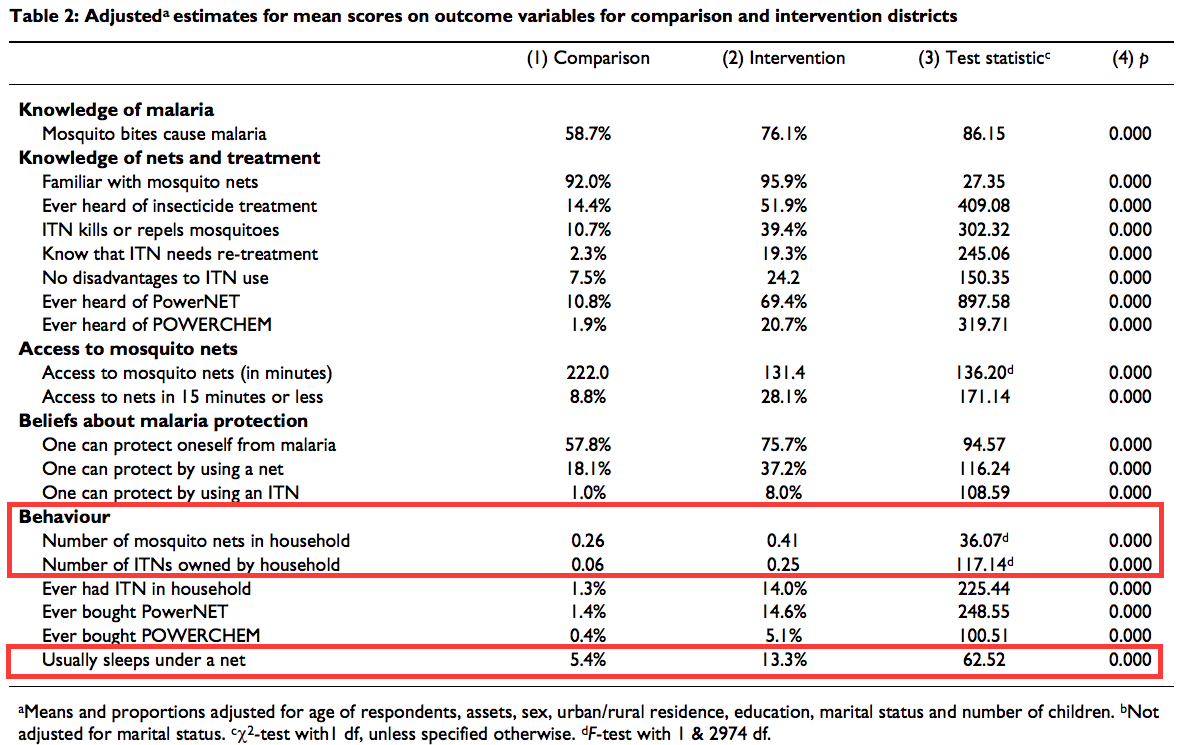 Table 2: Adjustedᵃ estimates for mean scores on outcome variables for comparison and intervention districts
(1) Comparison (2) Intervention (3) Test statisticᶜ (4) p
Knowledge of malaria
Mosquito bites cause malaria 58.7% 76.1% 86.15 0.000
Knowledge of nets and treatment
Familiar with mosquito nets 92.0% 95.9% 27.35 0.000
Ever heard of insecticide treatment 14.4% 51.9% 409.08 0.000
ITN kills or repels mosquitoes 10.7% 39.4% 302.32 0.000
Know that ITN needs re-treatment 2.3% 19.3% 245.06 0.000
No disadvantages to ITN use 7.5% 24.2 150.35 0.000
Ever heard of PowerNET 10.8% 69.4% 897.58 0.000
Ever heard of POWERCHEM 1.9% 20.7% 319.71 0.000
Access to mosquito nets
Access to mosquito nets (in minutes) 222.0 131.4 136.20ᵈ 0.000
Access to nets in 15 minutes or less 8.8% 28.1% 171.14 0.000
Beliefs about malaria protection
One can protect oneself from malaria 57.8% 75.7% 94.57 0.000
One can protect by using a net 18.1% 37.2% 116.24 0.000
One can protect by using an ITN 1.0% 8.0% 108.59 0.000
Behaviour
Number of mosquito nets in household 0.26 0.41 36.07ᵈ 0.000
Number of ITNs owned by household 0.06 0.25 117.14ᵈ 0.000
Ever had ITN in household 1.3% 14.0% 225.44 0.000
Ever bought PowerNET 1.4% 14.6% 248.55 0.000
Ever bought POWERCHEM 0.4% 5.1% 100.51 0.000
Usually sleeps under a net 5.4% 13.3% 62.52 0.000
ᵃMeans and proportions adjusted for age of respondents, assets, sex, urban/rural residence, education, marital status and number of children. ᵇNot
adjusted for marital status. ᶜχ²-test with1 df, unless specified otherwise. ᵈF-test with 1 & 2974 df.